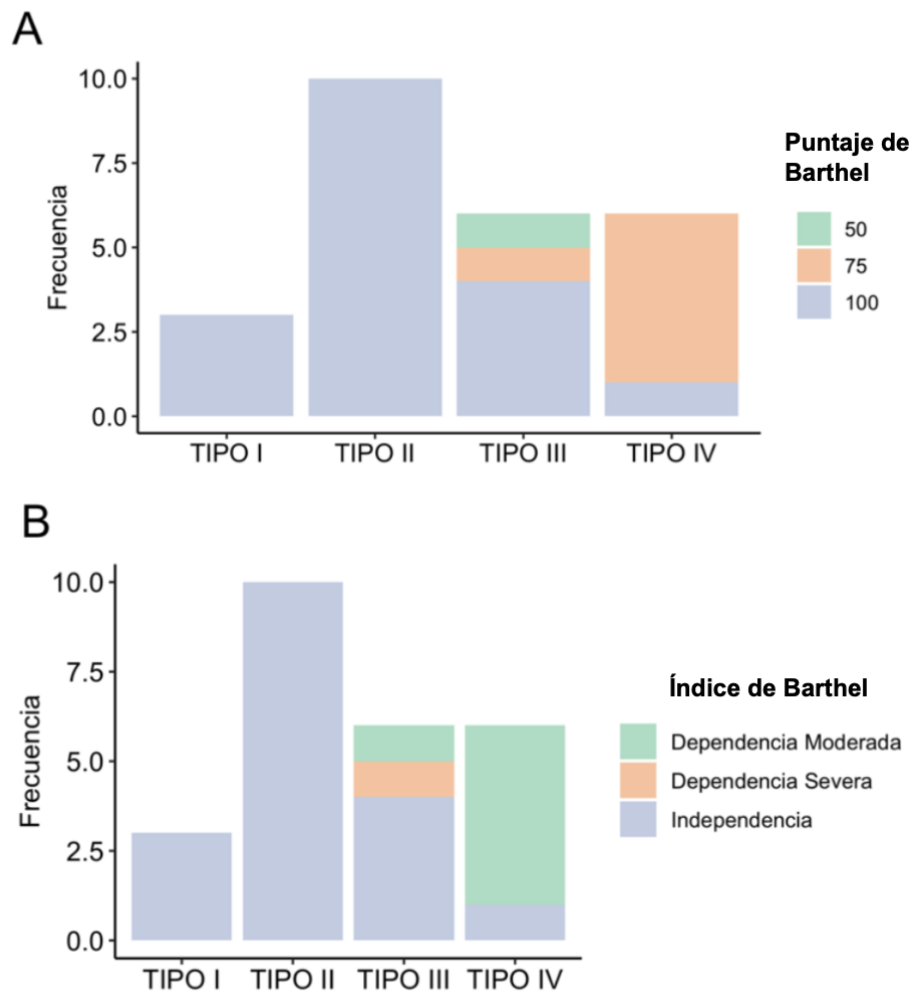 A
10.0
7.5
5.0
2.5
0.0
Frecuencia
TIPO I TIPO II TIPO III TIPO IV
Puntaje de
Barthel
50
75
100
B
10.0
7.5
5.0
2.5
0.0
Frecuencia
TIPO I TIPO II TIPO III TIPO IV
Índice de Barthel
Dependencia Moderada
Dependencia Severa
Independencia